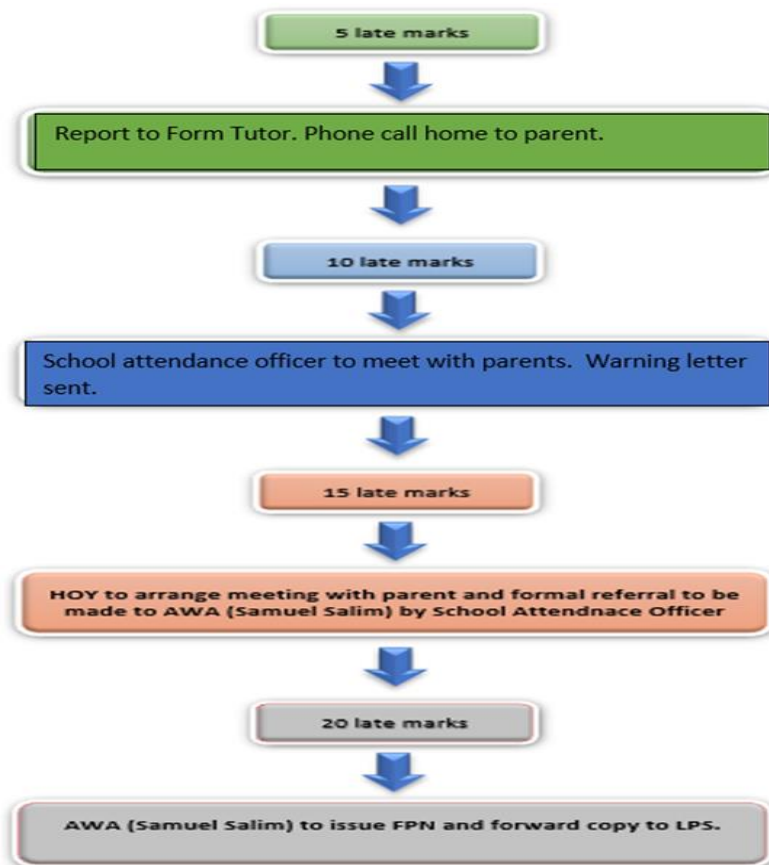 5 late marks
Report to Form Tutor. Phone call home to parent.
10 late marks
School attendance officer to meet with parents.  Warning letter
sent.
15 late marks
HOY to arrange meeting with parent and formal referral to be
made to AWA (Samuel Salim) by School Attendnace Officer
20 late marks
AWA (Samuel Salim) to issue FPN and forward copy to LPS.